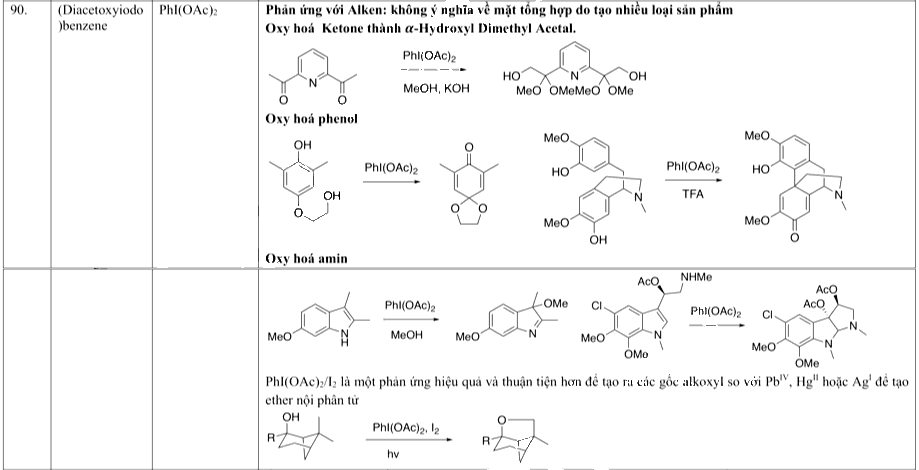 90.
(Diacetoxyiodo
)benzene
PhI(OAc)₂
Phản ứng với Alken: không ý nghĩa về mặt tổng hợp do tạo nhiều loại sản phẩm
Oxy hoá Ketone thành α-Hydroxyl Dimethyl Acetal.
O
N
O
PhI(OAc)₂
MeOH, KOH
HO
N
OH
MeO OMeMeO OMe
Oxy hoá phenol
OH
O
OH
PhI(OAc)₂
O
O O
MeO
HO
N
MeO
OH
PhI(OAc)₂
TFA
MeO
HO
N
MeO
O
Oxy hoá amin
MeO
N
H
PhI(OAc)₂
MeOH
OMe
MeO
N
AcO
NHMe
Cl
MeO
N
OMe
PhI(OAc)₂
AcO
AcO
Cl
N
MeO
N
OMe
PhI(OAc)₂/I₂ là một phản ứng hiệu quả và thuận tiện hơn để tạo ra các gốc alkoxyl so với Pbᴵⱽ, Hgᴵᴵ hoặc Agᴵ để tạo
ether nội phân tử
OH
R
PhI(OAc)₂, I₂
hv
O
R